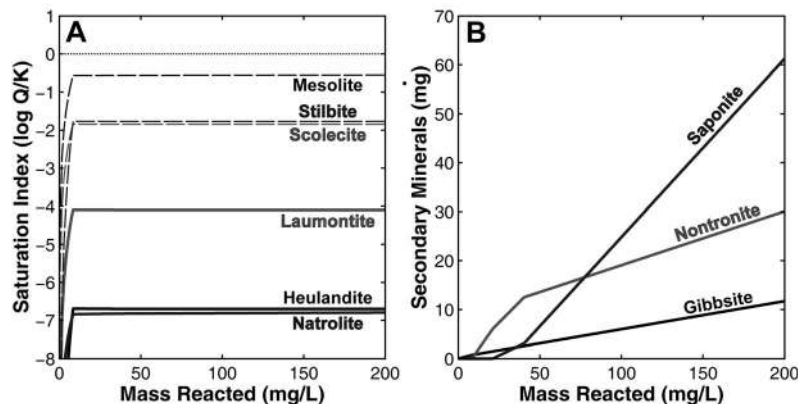 A
Saturation Index (log Q/K)
1
0
-1
-2
-3
-4
-5
-6
-7
-8
Mesolite
Stilbite
Scolecite
Laumontite
Heulandite
Natrolite
0 50 100 150 200
Mass Reacted (mg/L)
B
Secondary Minerals (mg)
70
60
50
40
30
20
10
0
Saponite
Nontronite
Gibbsite
0 50 100 150 200
Mass Reacted (mg/L)